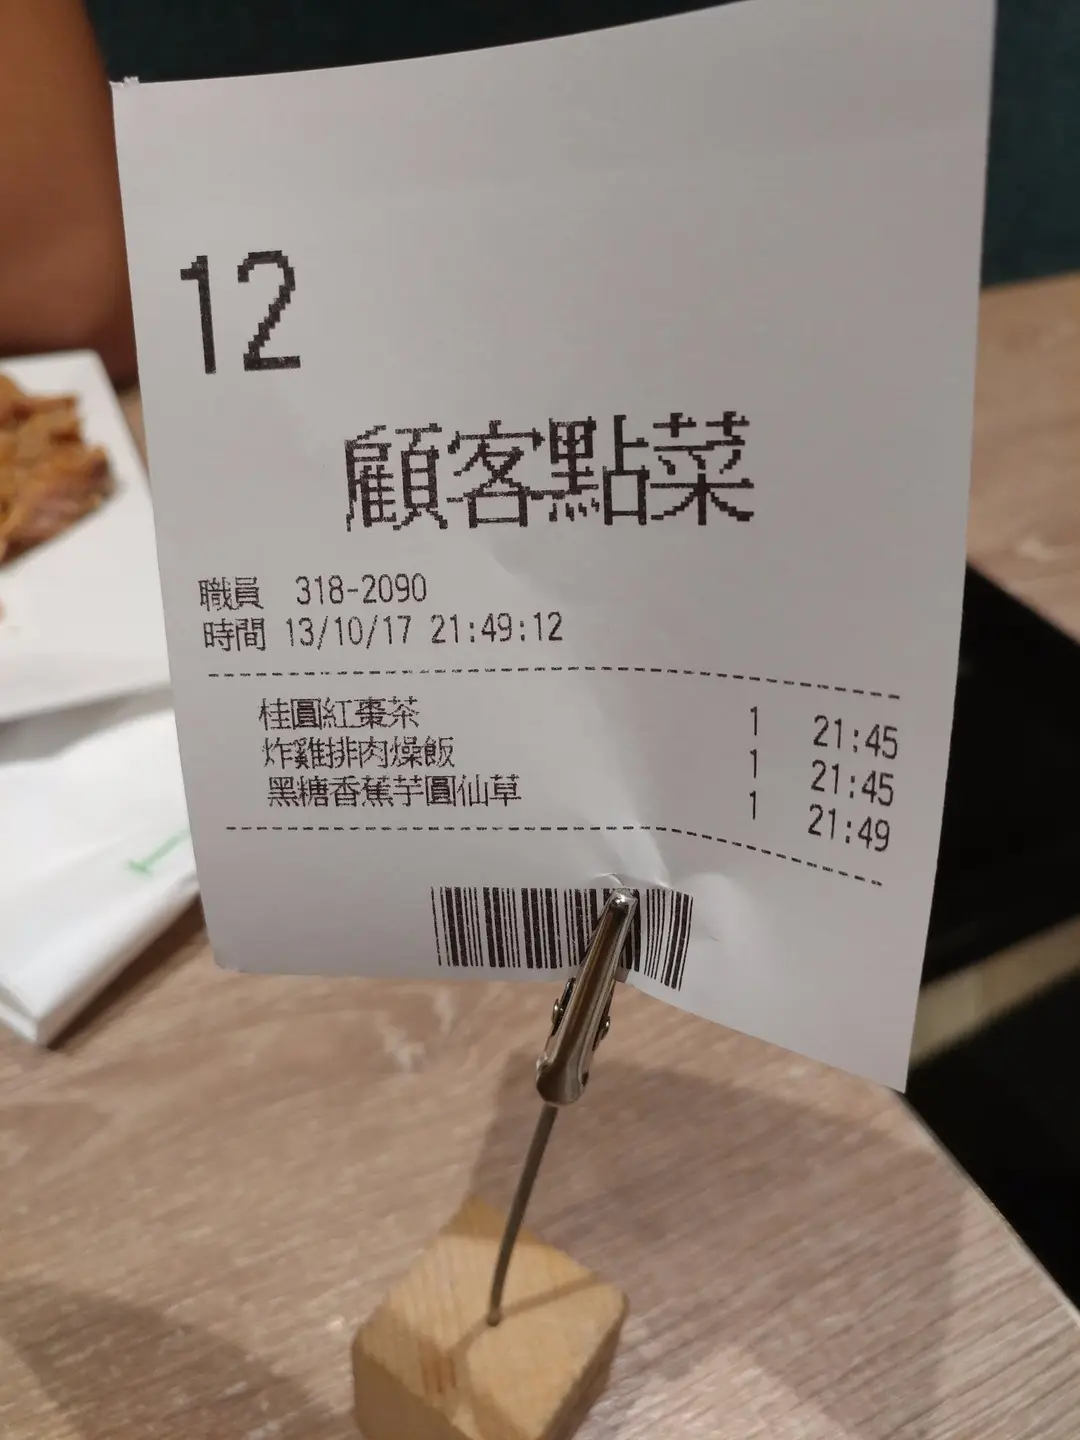 12
顧客點菜
職員 318-2090
時間 13/10/17 21:49:12
桂圓紅棗茶 1 21:45
炸雞排肉燥飯 1 21:45
黑糖香蕉芋圓仙草 1 21:49